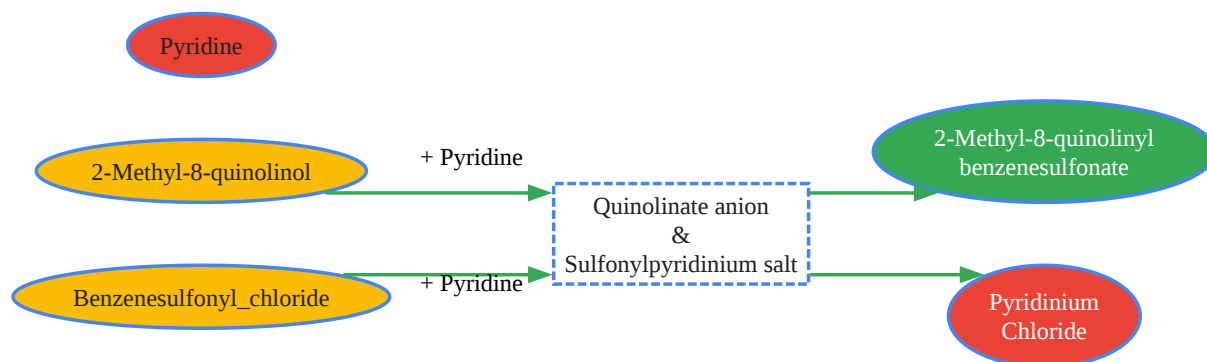 Pyridine
2-Methyl-8-quinolinol
+ Pyridine
2-Methyl-8-quinolinyl
benzenesulfonate
Quinolinate anion
&
Sulfonylpyridinium salt
Benzenesulfonyl_chloride
+ Pyridine
Pyridinium
Chloride